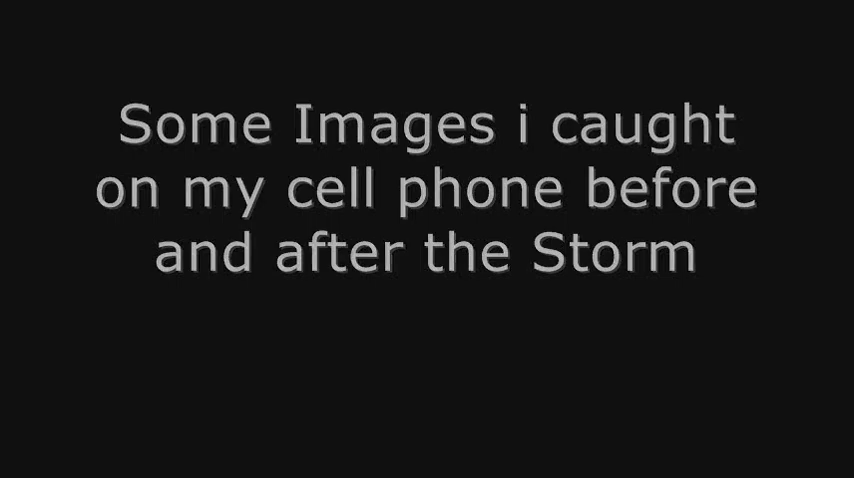 Some Images i caught
on my cell phone before
and after the Storm